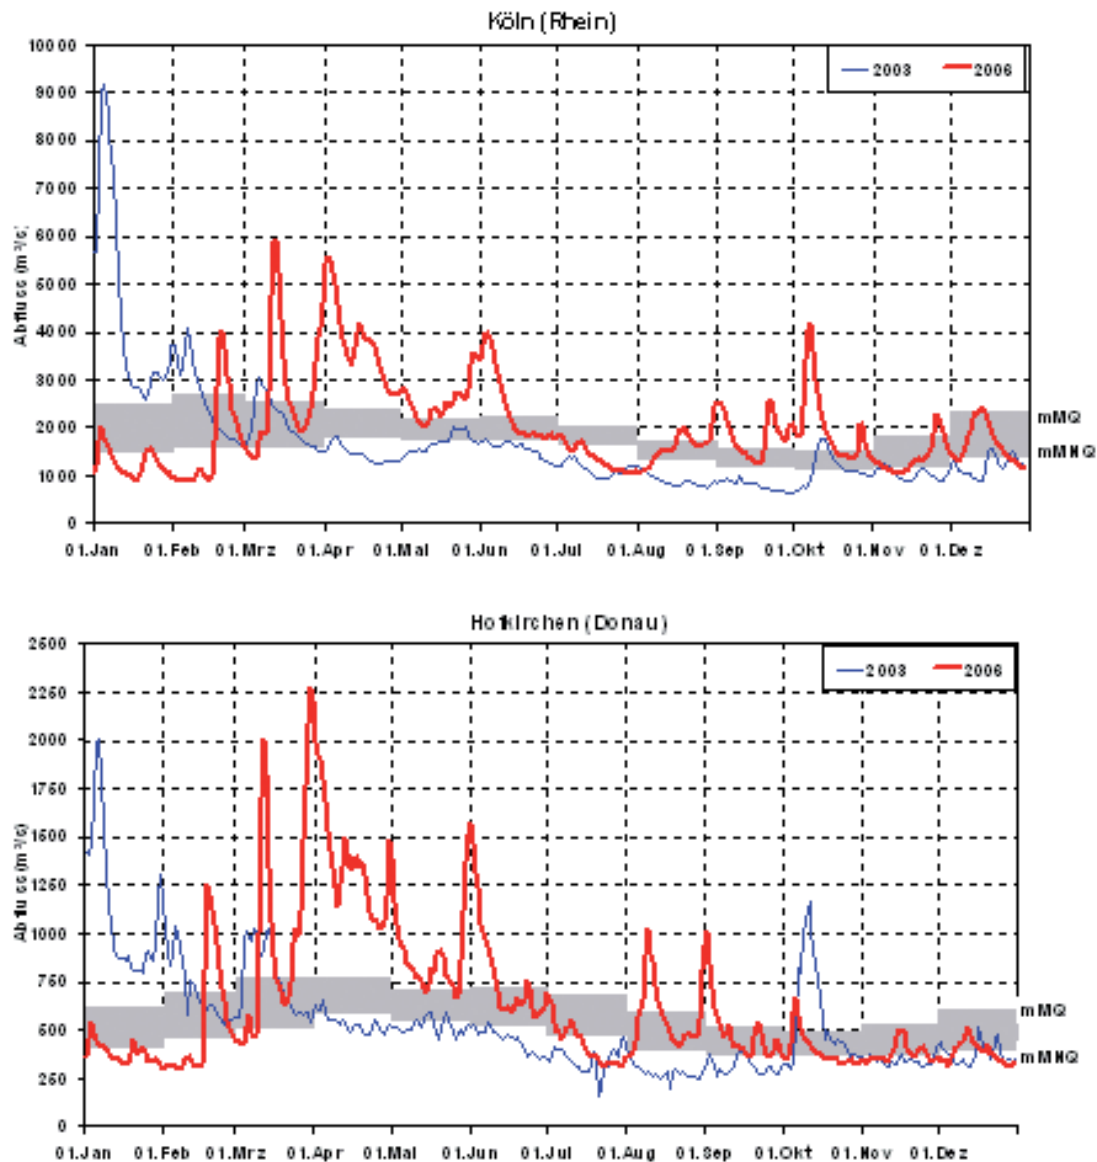 Köln (Rhein)
10000
9000
8000
7000
6000
5000
4000
3000
2000
1000
0
Abfluss (m³/s)
2003 2006
mMQ
mMNQ
01.Jan 01.Feb 01.Mrz 01.Apr 01.Mai 01.Jun 01.Jul 01.Aug 01.Sep 01.Okt 01.Nov 01.Dez
Hofkirchen (Donau)
2500
2250
2000
1750
1500
1250
1000
750
500
250
0
Abfluss (m³/s)
2003 2006
mMQ
mMNQ
01.Jan 01.Feb 01.Mrz 01.Apr 01.Mai 01.Jun 01.Jul 01.Aug 01.Sep 01.Okt 01.Nov 01.Dez